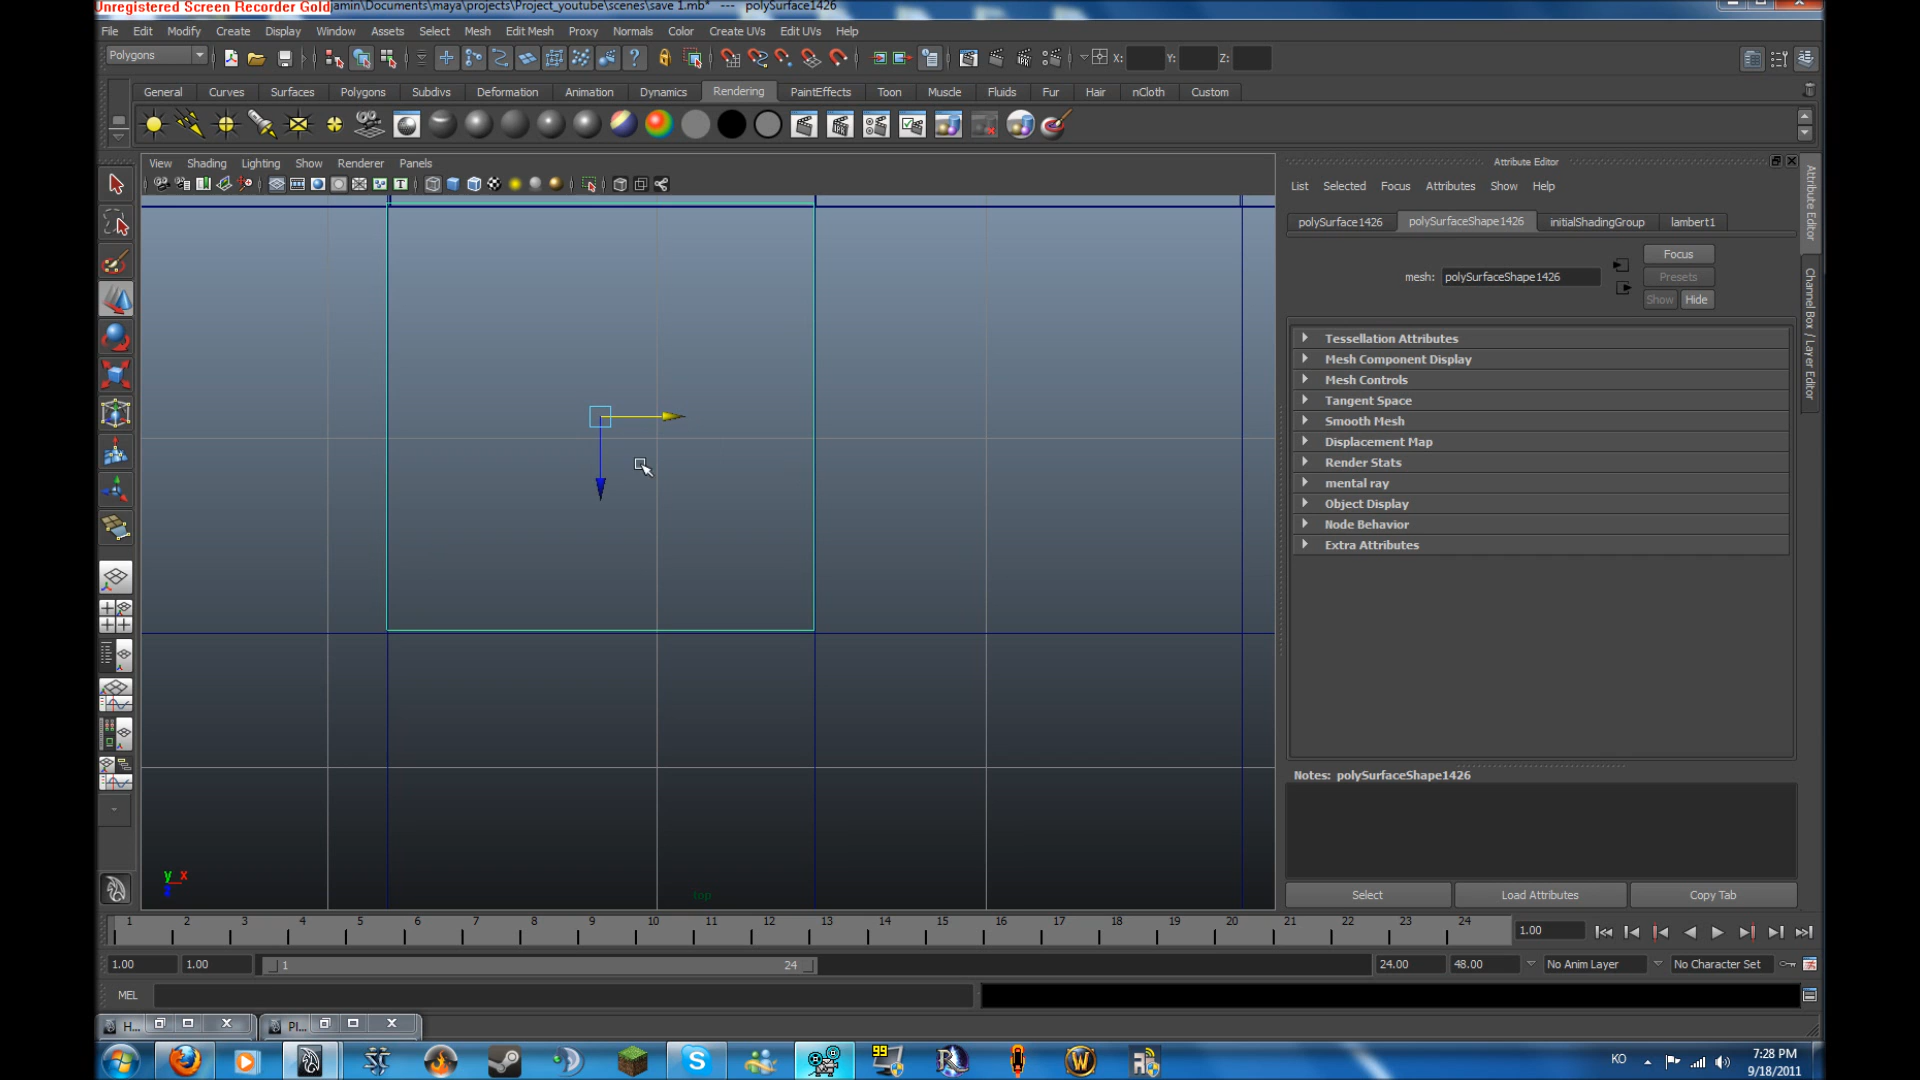 Unregistered Screen Recorder Gold
amin\Documents\maya\projects\Project_youtube\scenes\save 1.mb* --- polySurface1426
File Edit Modify Create Display Window Assets Select Mesh Edit Mesh Proxy Normals Color Create UVs Edit UVs Help
Polygons X: Y: Z:
General Curves Surfaces Polygons Subdivs Deformation Animation Dynamics Rendering PaintEffects Toon Muscle Fluids Fur Hair nCloth Custom
View Shading Lighting Show Renderer Panels
Attribute Editor
List Selected Focus Attributes Show Help
polySurface1426 polySurfaceShape1426 initialShadingGroup lambert1
Focus
mesh: polySurfaceShape1426
Presets
Show Hide
Tessellation Attributes
Mesh Component Display
Mesh Controls
Tangent Space
Smooth Mesh
Displacement Map
Render Stats
mental ray
Object Display
Node Behavior
Extra Attributes
Notes: polySurfaceShape1426
Select Load Attributes Copy Tab
Attribute Editor
Channel Box / Layer Editor
y x
z
top
1 2 3 4 5 6 7 8 9 10 11 12 13 14 15 16 17 18 19 20 21 22 23 24
1.00
1.00 1.00 1 24 24.00 48.00 No Anim Layer No Character Set
MEL
H... Pl...
99
KO
7:28 PM
9/18/2011